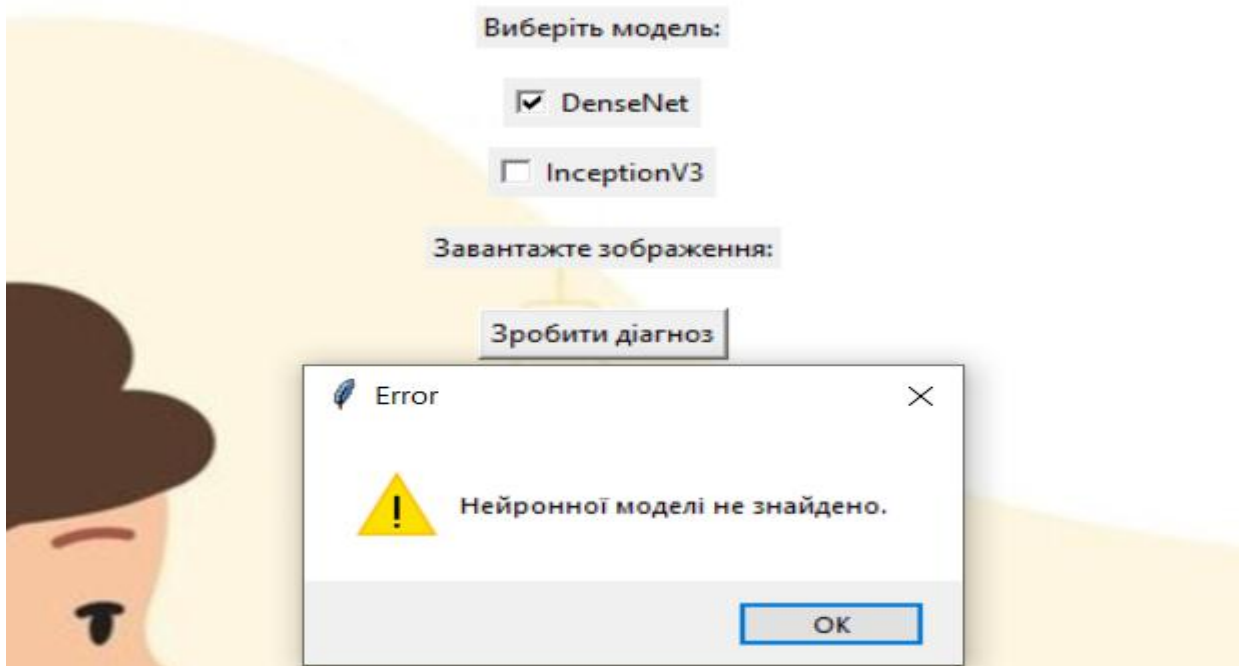 Виберіть модель:
DenseNet
InceptionV3
Завантажте зображення:
Зробити діагноз
Error
Нейронної моделі не знайдено.
OK